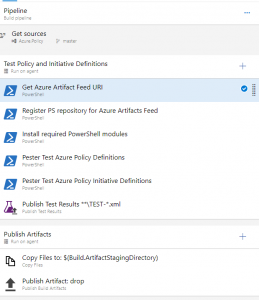 Pipeline
Build pipeline
Get sources
AzurePolicy master
Test Policy and Initiative Definitions
Run on agent
Get Azure Artifact Feed URI
PowerShell
Register PS repository for Azure Artifacts Feed
PowerShell
Install required PowerShell modules
PowerShell
Pester Test Azure Policy Definitions
PowerShell
Pester Test Azure Policy Initiative Definitions
PowerShell
Publish Test Results **\TEST-*.xml
Publish Test Results
Publish Artifacts
Run on agent
Copy Files to: $(Build.ArtifactStagingDirectory)
Copy Files
Publish Artifact: drop
Publish Build Artifacts